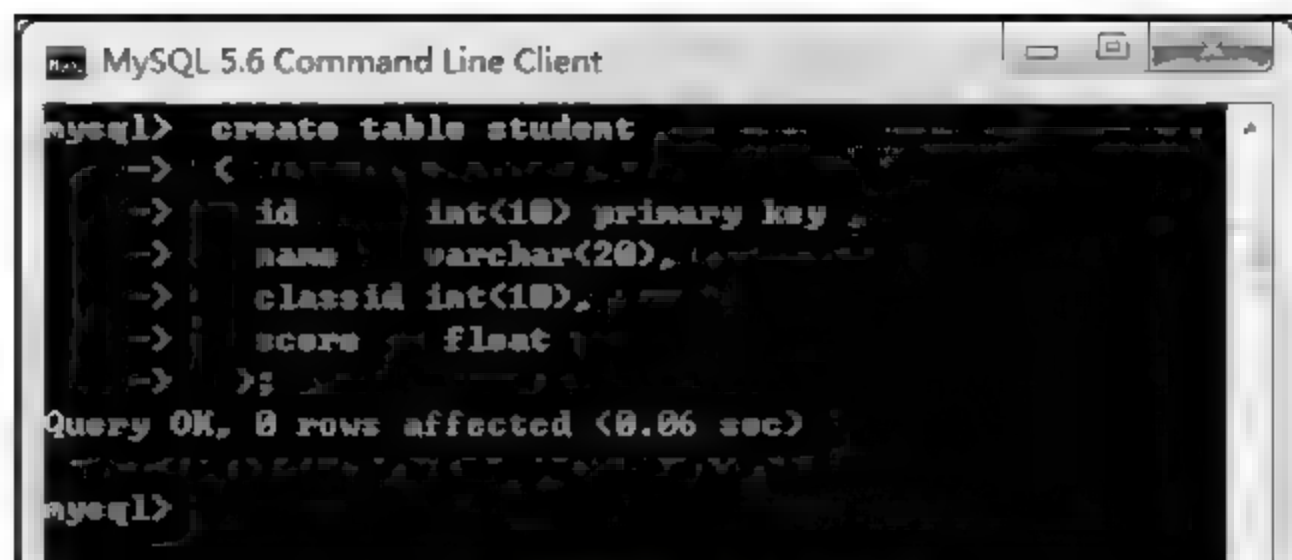 MySQL 5.6 Command Line Client
mysql> create table student
-> (
-> id int(10) primary key ,
-> name varchar(20),
-> classid int(10),
-> score float
-> );
Query OK, 0 rows affected (0.06 sec)
mysql>